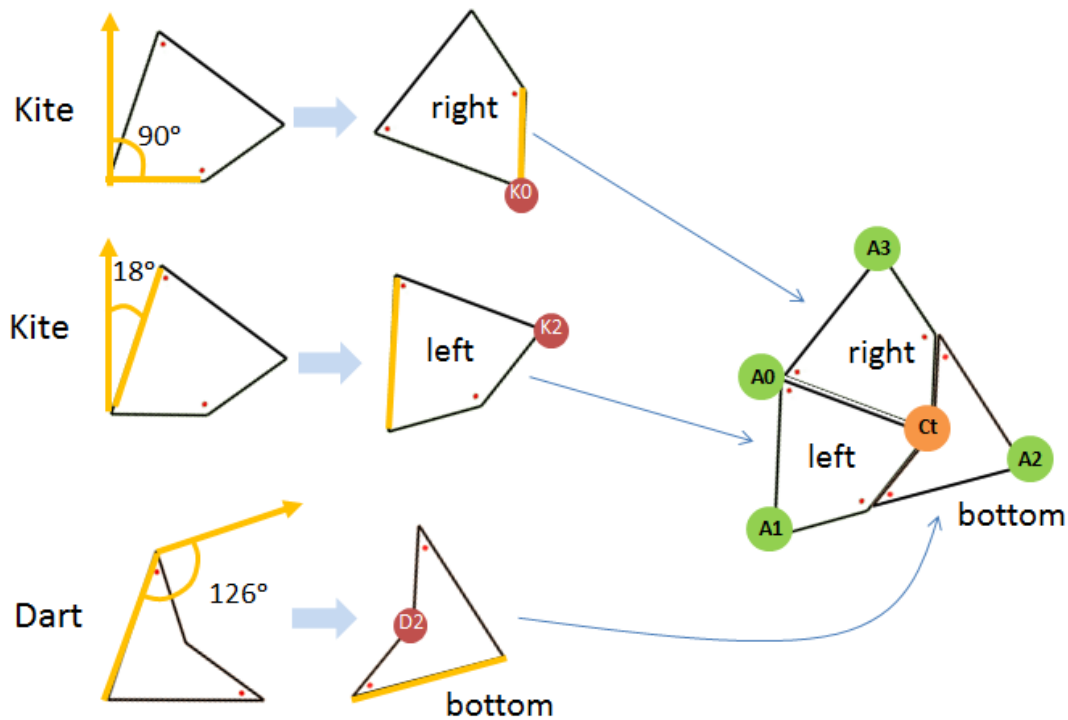 Kite
90°
right
K0
Kite
18°
left
K2
Dart
126°
D2
bottom
A3
right
A0
Ct
left
A2
A1
bottom